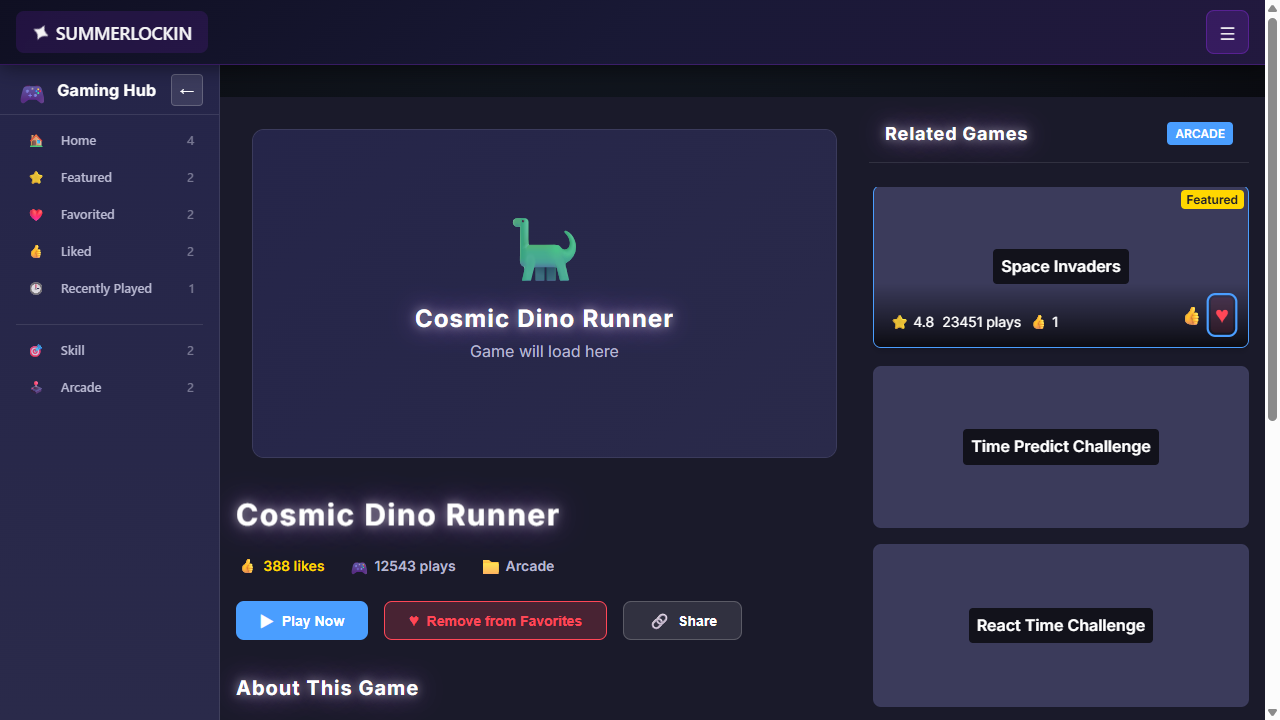 SUMMERLOCKIN
☰
Gaming Hub
←
Home 4
Featured 2
Favorited 2
Liked 2
Recently Played 1
Skill 2
Arcade 2
Cosmic Dino Runner
Game will load here
Cosmic Dino Runner
388 likes 12543 plays Arcade
Play Now Remove from Favorites Share
About This Game
Related Games ARCADE
Featured
Space Invaders
4.8 23451 plays 1
Time Predict Challenge
React Time Challenge